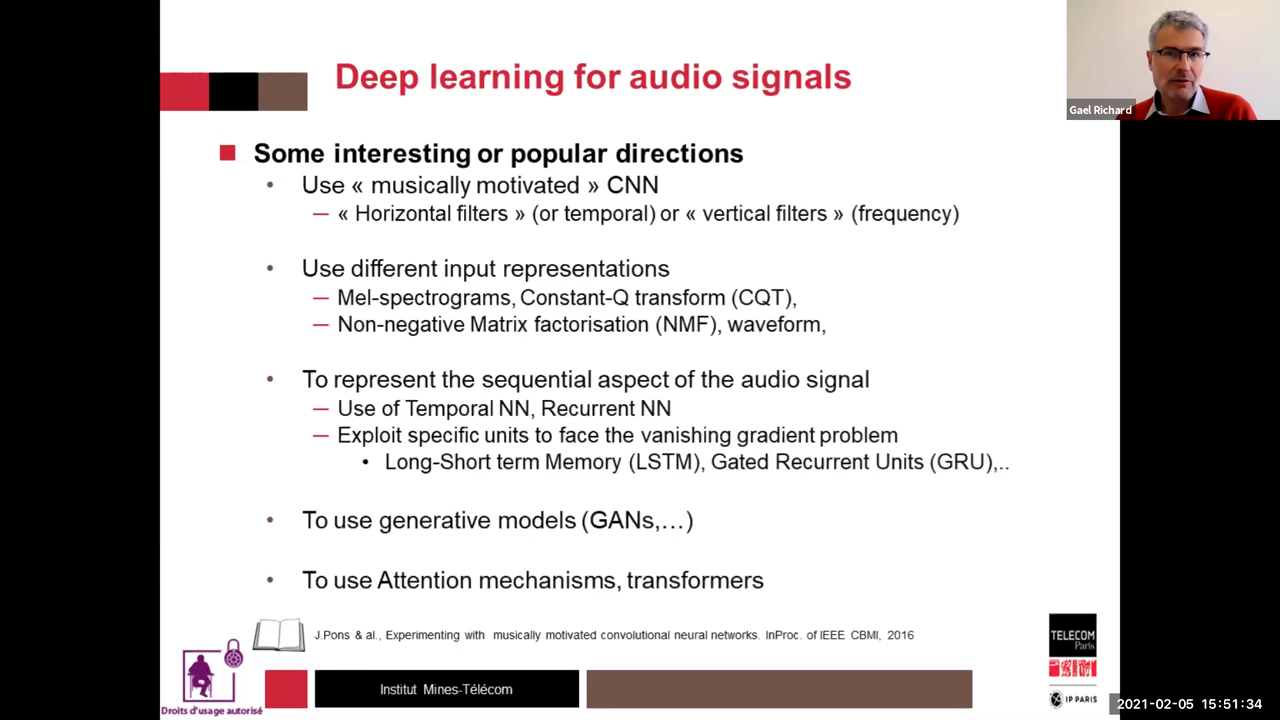 Deep learning for audio signals
Gael Richard
Some interesting or popular directions
• Use « musically motivated » CNN
— « Horizontal filters » (or temporal) or « vertical filters » (frequency)
• Use different input representations
— Mel-spectrograms, Constant-Q transform (CQT),
— Non-negative Matrix factorisation (NMF), waveform,
• To represent the sequential aspect of the audio signal
— Use of Temporal NN, Recurrent NN
— Exploit specific units to face the vanishing gradient problem
• Long-Short term Memory (LSTM), Gated Recurrent Units (GRU),..
• To use generative models (GANs,…)
• To use Attention mechanisms, transformers
J.Pons & al., Experimenting with musically motivated convolutional neural networks. InProc. of IEEE CBMI, 2016
TELECOM
Paris
Institut Mines-Télécom
IP PARIS
Droits d'usage autorisé
2021-02-05 15:51:34